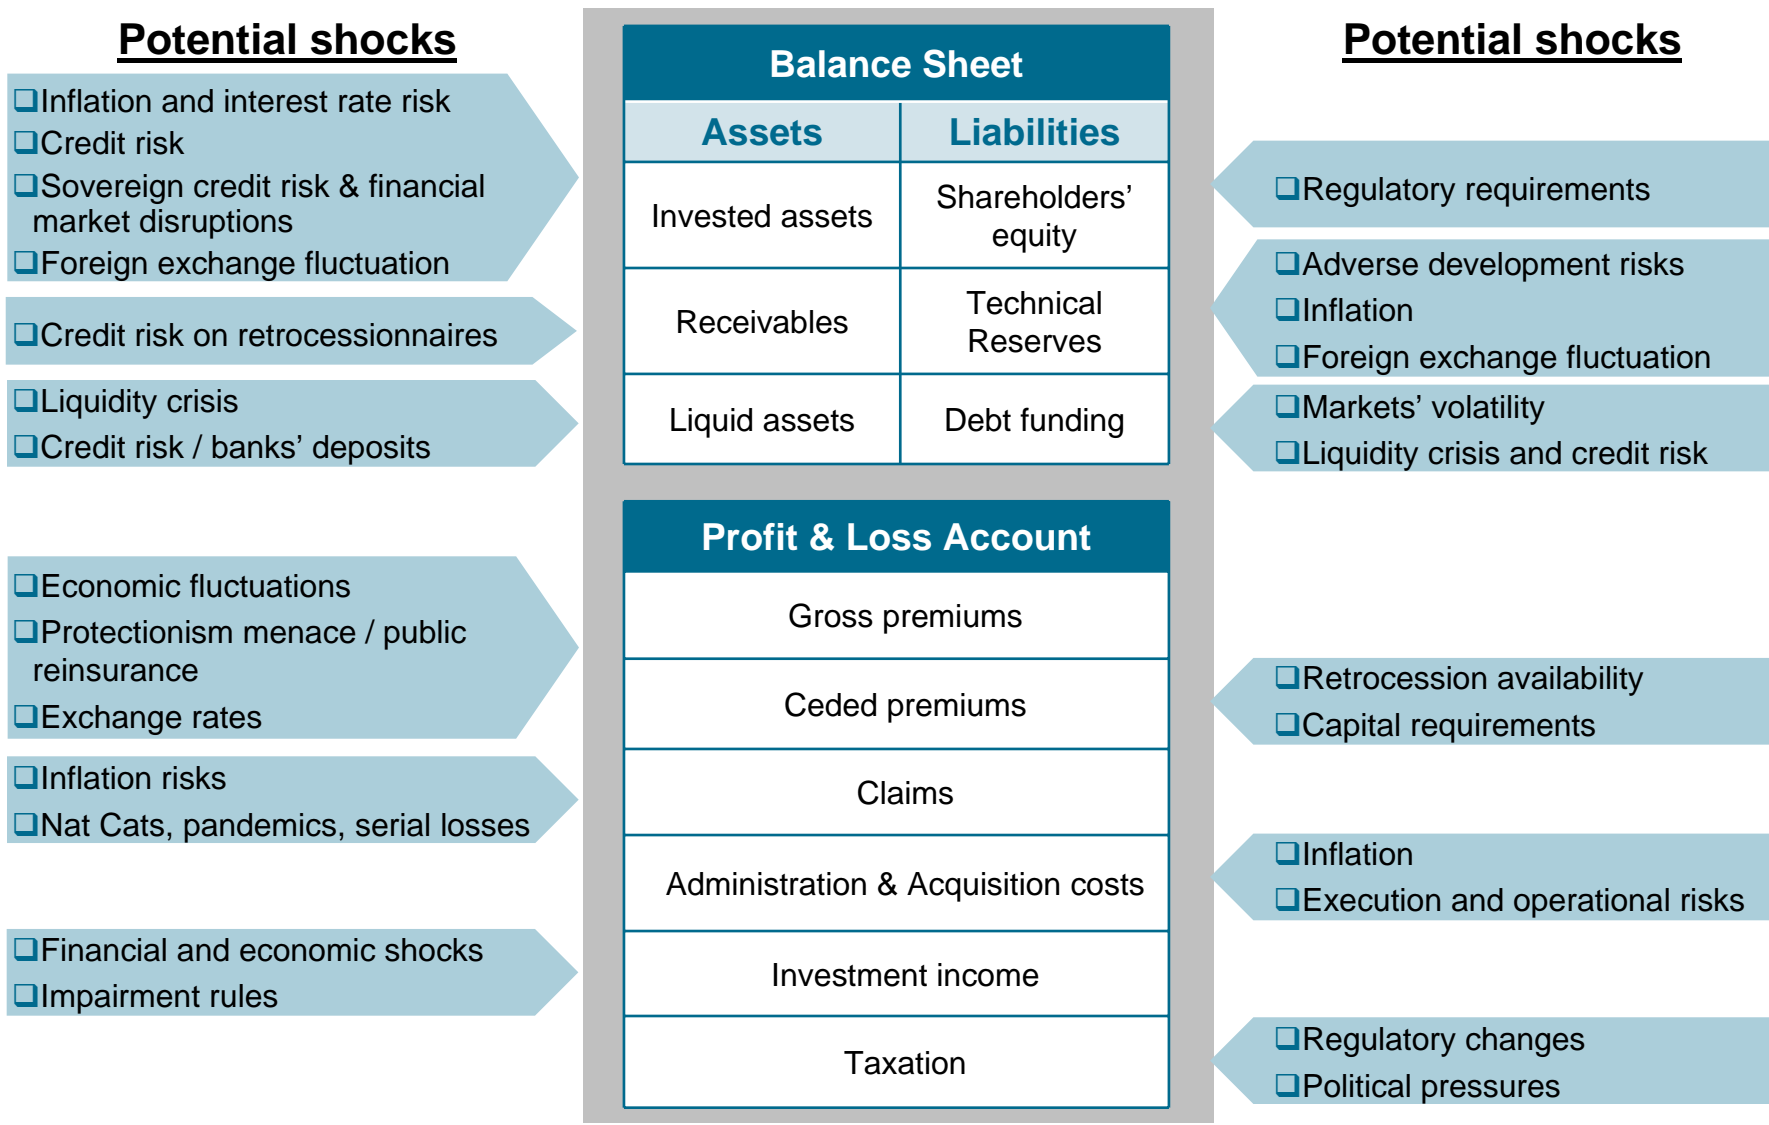 Potential shocks
❑Inflation and interest rate risk
❑Credit risk
❑Sovereign credit risk & financial
market disruptions
❑Foreign exchange fluctuation
❑Credit risk on retrocessionnaires
❑Liquidity crisis
❑Credit risk / banks’ deposits
❑Economic fluctuations
❑Protectionism menace / public
reinsurance
❑Exchange rates
❑Inflation risks
❑Nat Cats, pandemics, serial losses
❑Financial and economic shocks
❑Impairment rules
Balance Sheet
Assets Liabilities
Invested assets
Shareholders’
equity
Receivables
Technical
Reserves
Liquid assets Debt funding
Profit & Loss Account
Gross premiums
Ceded premiums
Claims
Administration & Acquisition costs
Investment income
Taxation
Potential shocks
❑Regulatory requirements
❑Adverse development risks
❑Inflation
❑Foreign exchange fluctuation
❑Markets’ volatility
❑Liquidity crisis and credit risk
❑Retrocession availability
❑Capital requirements
❑Inflation
❑Execution and operational risks
❑Regulatory changes
❑Political pressures